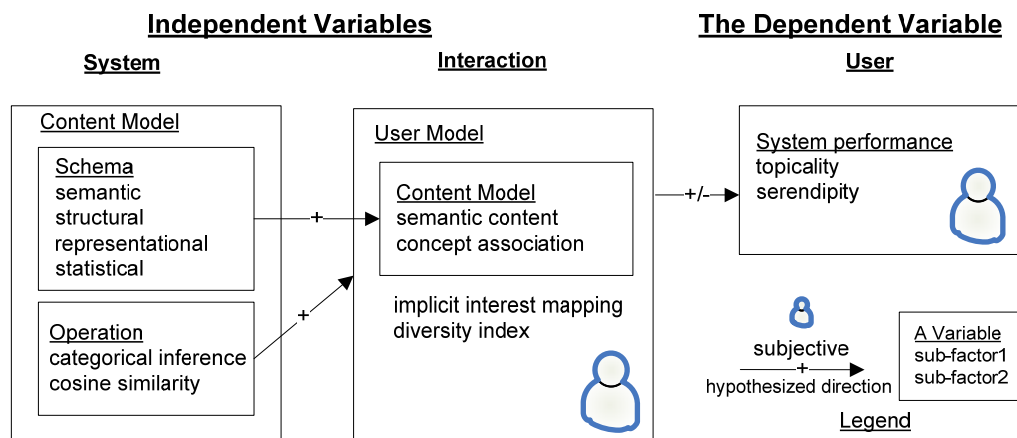 Independent Variables
The Dependent Variable
System
Interaction
User
Content Model
Schema
semantic
structural
representational
statistical
Operation
categorical inference
cosine similarity
+
+
User Model
Content Model
semantic content
concept association
implicit interest mapping
diversity index
+/-
System performance
topicality
serendipity
subjective
+
hypothesized direction
A Variable
sub-factor1
sub-factor2
Legend